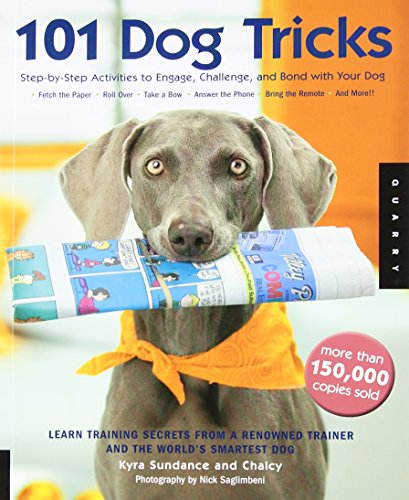 101 Dog Tricks
Step-by-Step Activities to Engage, Challenge, and Bond with Your Dog
• Fetch the Paper • Roll Over • Take a Bow • Answer the Phone • Bring the Remote • And More!!
QUARRY
COM
more than
150,000
copies sold
LEARN TRAINING SECRETS FROM A RENOWNED TRAINER
AND THE WORLD'S SMARTEST DOG
Kyra Sundance and Chalcy
Photography by Nick Saglimbeni